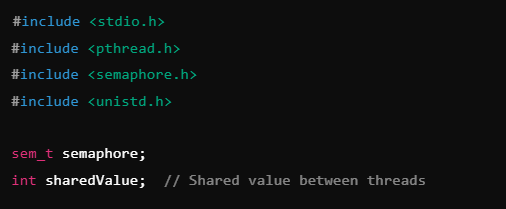 #include <stdio.h>
#include <pthread.h>
#include <semaphore.h>
#include <unistd.h>
sem_t semaphore;
int sharedValue;  // Shared value between threads